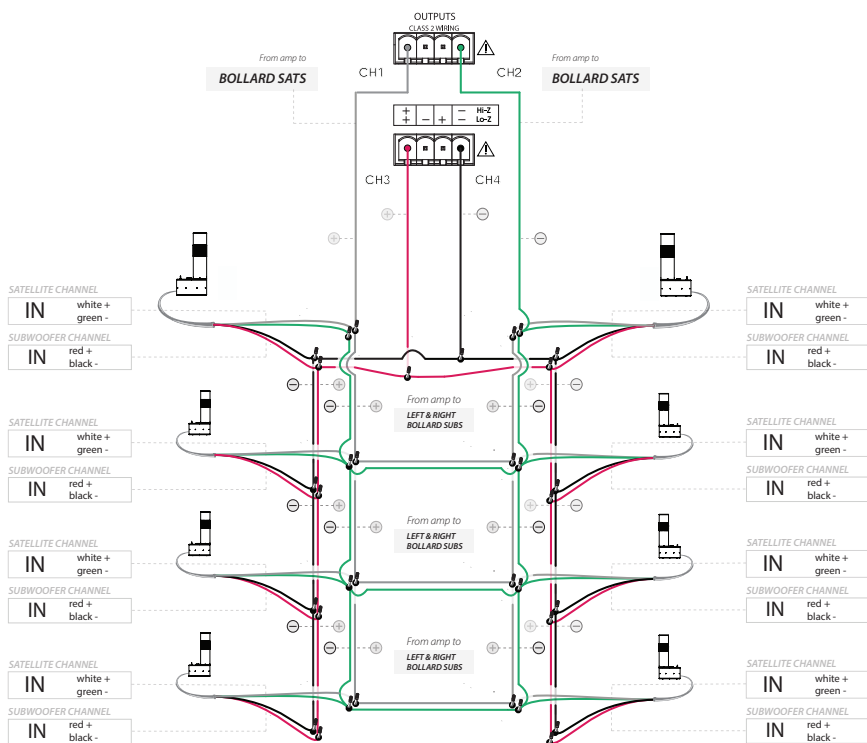 OUTPUTS
CLASS 2 WIRING
From amp to
BOLLARD SATS
CH1
CH2
From amp to
BOLLARD SATS
+ − Hi-Z
+ − + − Lo-Z
CH3
CH4
+
−
+
−
SATELLITE CHANNEL
IN white +
green -
SUBWOOFER CHANNEL
IN red +
black -
SATELLITE CHANNEL
IN white +
green -
SUBWOOFER CHANNEL
IN red +
black -
− +
− +
From amp to
LEFT & RIGHT
BOLLARD SUBS
+ −
+ −
SATELLITE CHANNEL
IN white +
green -
SUBWOOFER CHANNEL
IN red +
black -
SATELLITE CHANNEL
IN white +
green -
SUBWOOFER CHANNEL
IN red +
black -
− +
− +
From amp to
LEFT & RIGHT
BOLLARD SUBS
+ −
+ −
SATELLITE CHANNEL
IN white +
green -
SUBWOOFER CHANNEL
IN red +
black -
SATELLITE CHANNEL
IN white +
green -
SUBWOOFER CHANNEL
IN red +
black -
− +
− +
From amp to
LEFT & RIGHT
BOLLARD SUBS
+ −
+ −
SATELLITE CHANNEL
IN white +
green -
SUBWOOFER CHANNEL
IN red +
black -
SATELLITE CHANNEL
IN white +
green -
SUBWOOFER CHANNEL
IN red +
black -